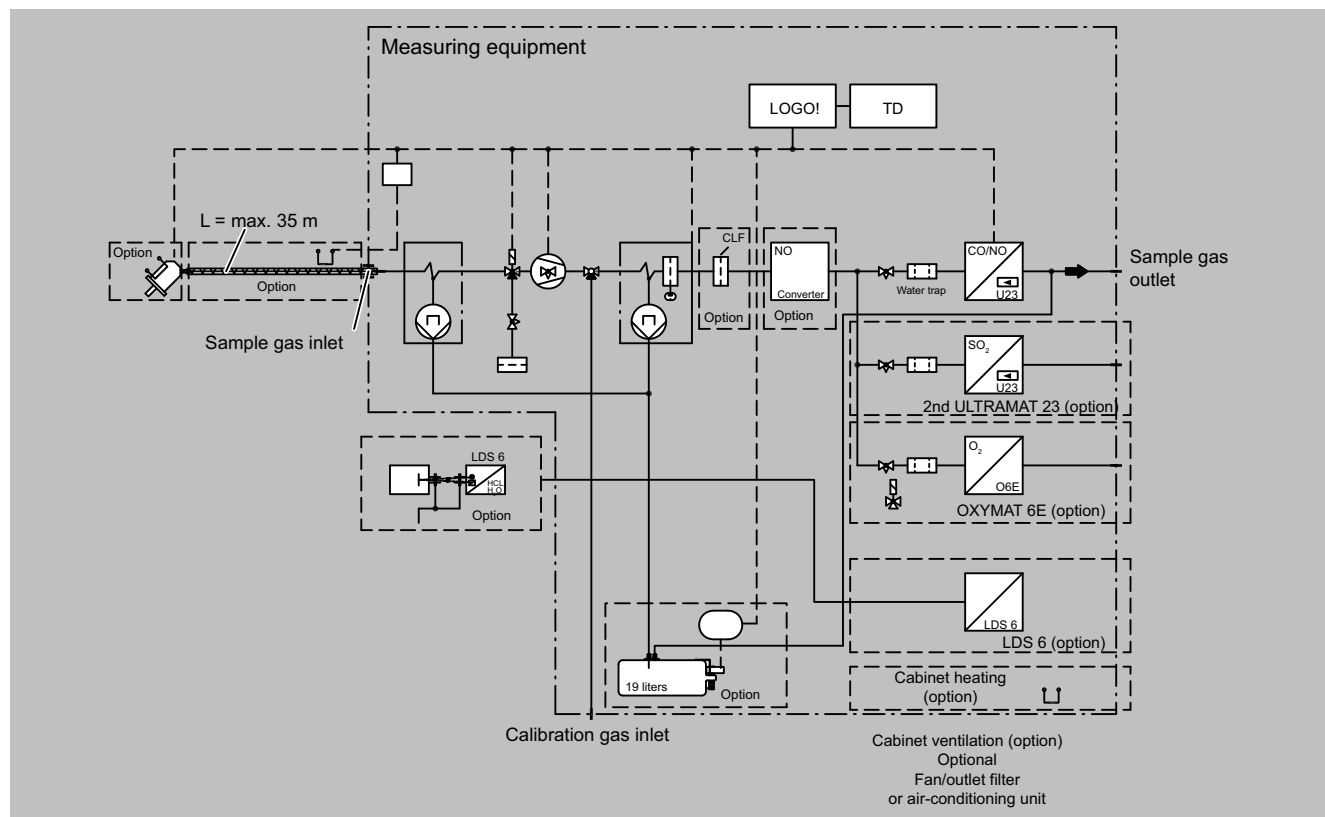 Measuring equipment
LOGO!
TD
L = max. 35 m
Option
Option
Sample gas inlet
CLF
Option
NO
Converter
Option
Water trap
CO/NO
U23
Sample gas
outlet
SO2
U23
2nd ULTRAMAT 23 (option)
O2
O6E
OXYMAT 6E (option)
LDS 6
HCL
H2O
Option
LDS 6
LDS 6 (option)
19 liters
Option
Cabinet heating
(option)
Calibration gas inlet
Cabinet ventilation (option)
Optional
Fan/outlet filter
or air-conditioning unit